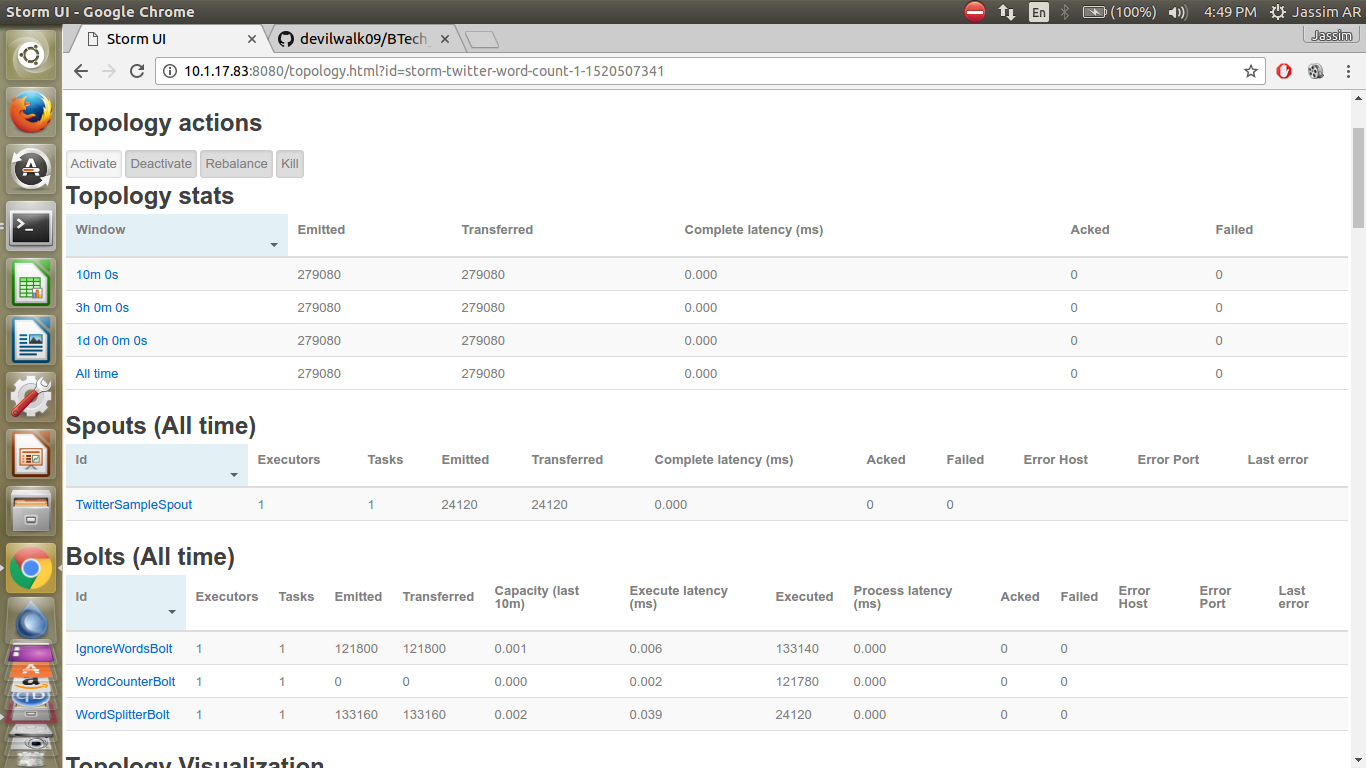 Storm UI - Google Chrome
En (100%) 4:49 PM Jassim AR
Storm UI devilwalk09/BTech Jassim
10.1.17.83:8080/topology.html?id=storm-twitter-word-count-1-1520507341
Topology actions
Activate Deactivate Rebalance Kill
Topology stats
Window Emitted Transferred Complete latency (ms) Acked Failed
10m 0s 279080 279080 0.000 0 0
3h 0m 0s 279080 279080 0.000 0 0
1d 0h 0m 0s 279080 279080 0.000 0 0
All time 279080 279080 0.000 0 0
Spouts (All time)
Id Executors Tasks Emitted Transferred Complete latency (ms) Acked Failed Error Host Error Port Last error
TwitterSampleSpout 1 1 24120 24120 0.000 0 0
Bolts (All time)
Id Executors Tasks Emitted Transferred Capacity (last 10m) Execute latency (ms) Executed Process latency (ms) Acked Failed Error Host Error Port Last error
IgnoreWordsBolt 1 1 121800 121800 0.001 0.006 133140 0.000 0 0
WordCounterBolt 1 1 0 0 0.000 0.002 121780 0.000 0 0
WordSplitterBolt 1 1 133160 133160 0.002 0.039 24120 0.000 0 0
Topology Visualization